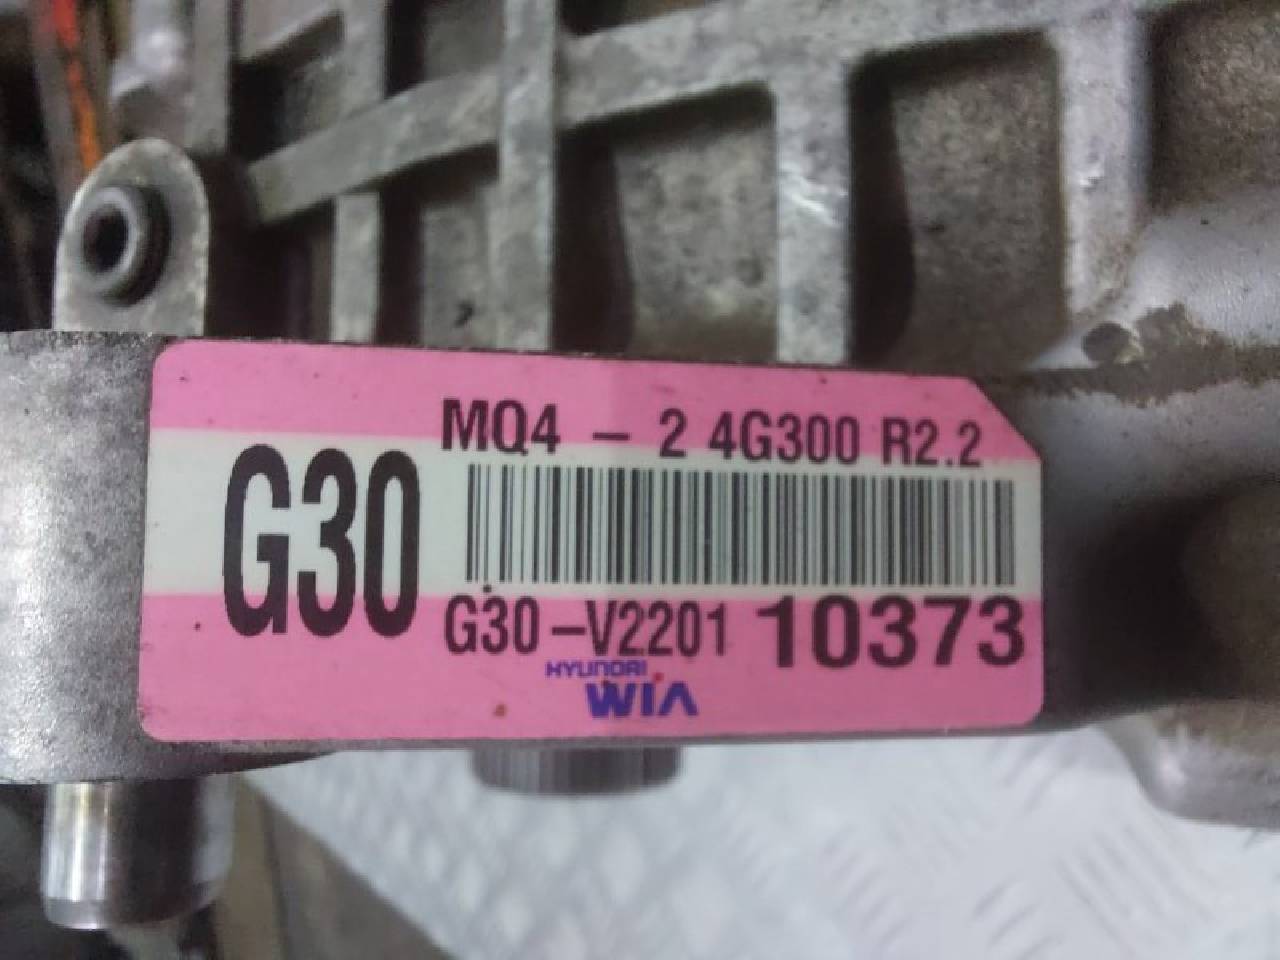 MQ4 - 2 4G300 R2.2
G30
G30-V2201 10373
HYUNDAI
WIA